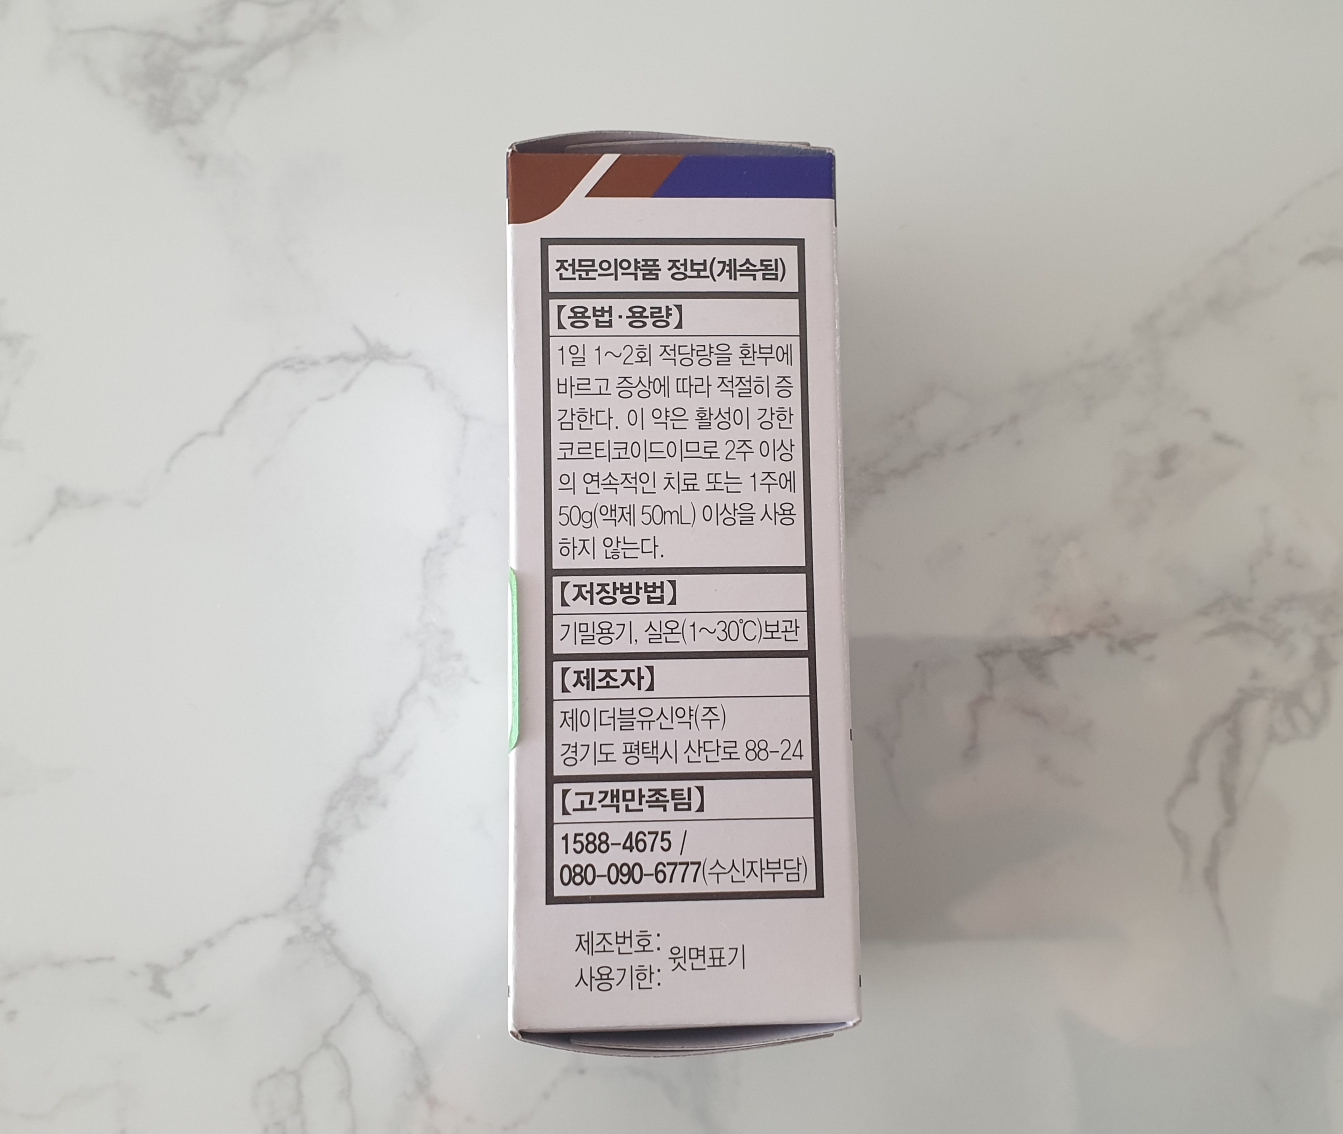 전문의약품 정보(계속됨)
【용법·용량】
1일 1~2회 적당량을 환부에
바르고 증상에 따라 적절히 증
감한다. 이 약은 활성이 강한
코르티코이드이므로 2주 이상
의 연속적인 치료 또는 1주에
50g(액제 50mL) 이상을 사용
하지 않는다.
【저장방법】
기밀용기, 실온(1~30℃)보관
【제조자】
제이더블유신약(주)
경기도 평택시 산단로 88-24
【고객만족팀】
1588-4675 /
080-090-6777(수신자부담)
제조번호:
사용기한: 윗면표기